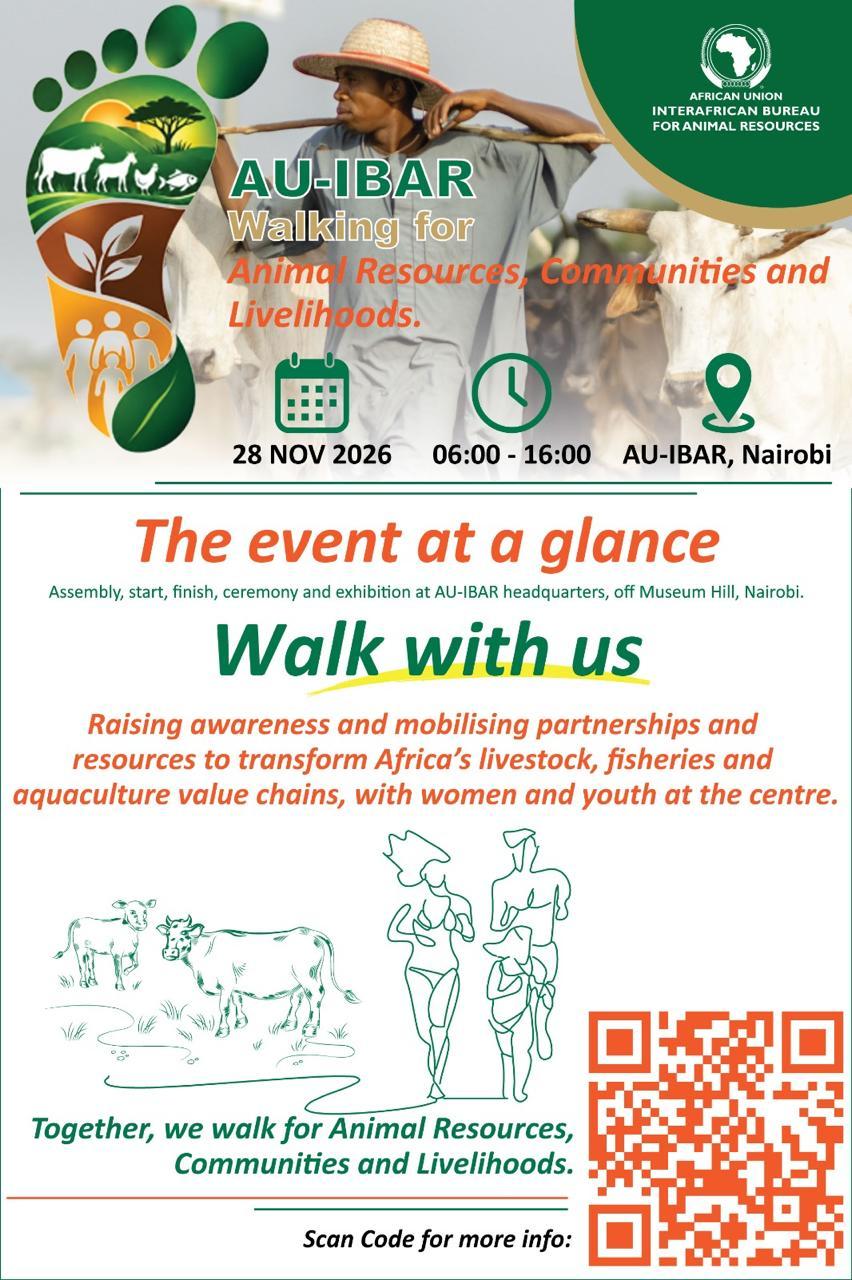 AFRICAN UNION
INTERAFRICAN BUREAU
FOR ANIMAL RESOURCES
AU-IBAR
Walking for
Animal Resources, Communities and
Livelihoods.
28 NOV 2026
06:00 - 16:00
AU-IBAR, Nairobi
The event at a glance
Assembly, start, finish, ceremony and exhibition at AU-IBAR headquarters, off Museum Hill, Nairobi.
Walk with us
Raising awareness and mobilising partnerships and
resources to transform Africa’s livestock, fisheries and
aquaculture value chains, with women and youth at the centre.
Together, we walk for Animal Resources,
Communities and Livelihoods.
Scan Code for more info: